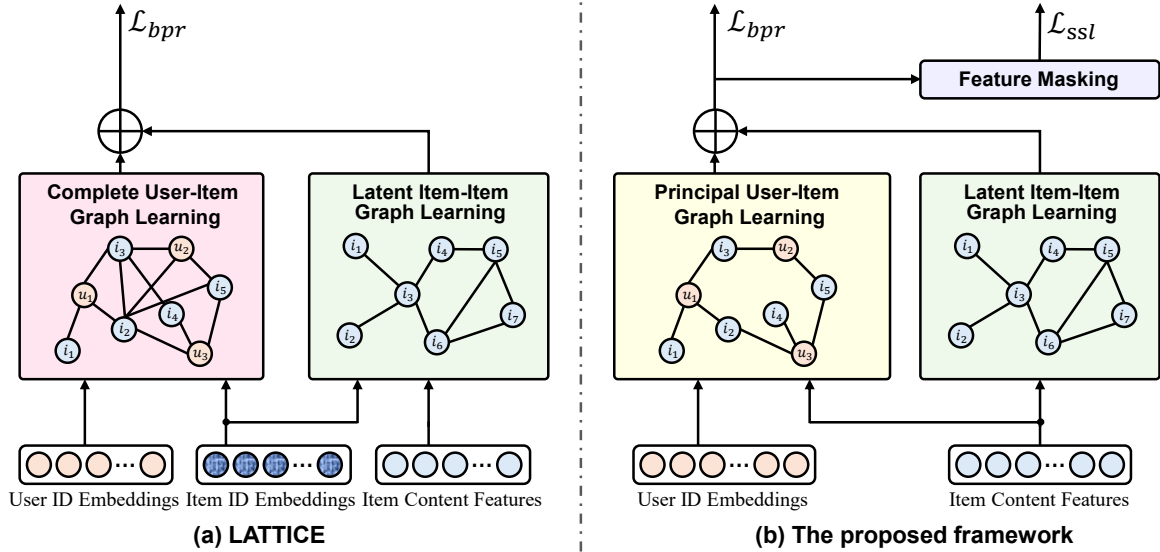 ℒ_bpr
Complete User-Item
Graph Learning
i₃
u₂
u₁
i₅
i₂
i₄
i₁
u₃
Latent Item-Item
Graph Learning
i₁
i₄
i₅
i₃
i₂
i₆
i₇
User ID Embeddings
Item ID Embeddings
Item Content Features
(a) LATTICE
ℒ_bpr
ℒ_ssl
Feature Masking
Principal User-Item
Graph Learning
i₃
u₂
u₁
i₅
i₂
i₄
i₁
u₃
Latent Item-Item
Graph Learning
i₁
i₄
i₅
i₃
i₂
i₆
i₇
User ID Embeddings
Item Content Features
(b) The proposed framework